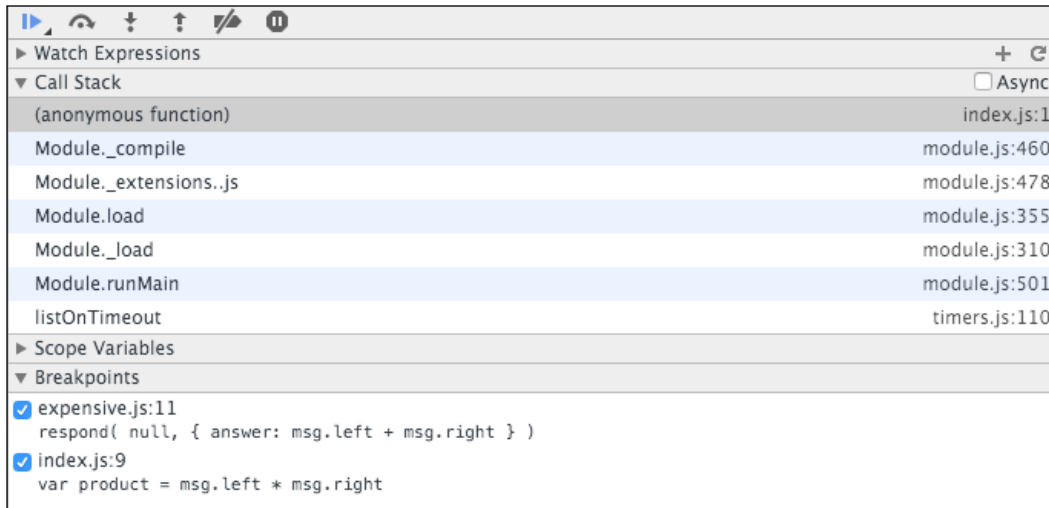 Watch Expressions
Call Stack Async
(anonymous function) index.js:1
Module._compile module.js:460
Module._extensions..js module.js:478
Module.load module.js:355
Module._load module.js:310
Module.runMain module.js:501
listOnTimeout timers.js:110
Scope Variables
Breakpoints
expensive.js:11
respond( null, { answer: msg.left + msg.right } )
index.js:9
var product = msg.left * msg.right